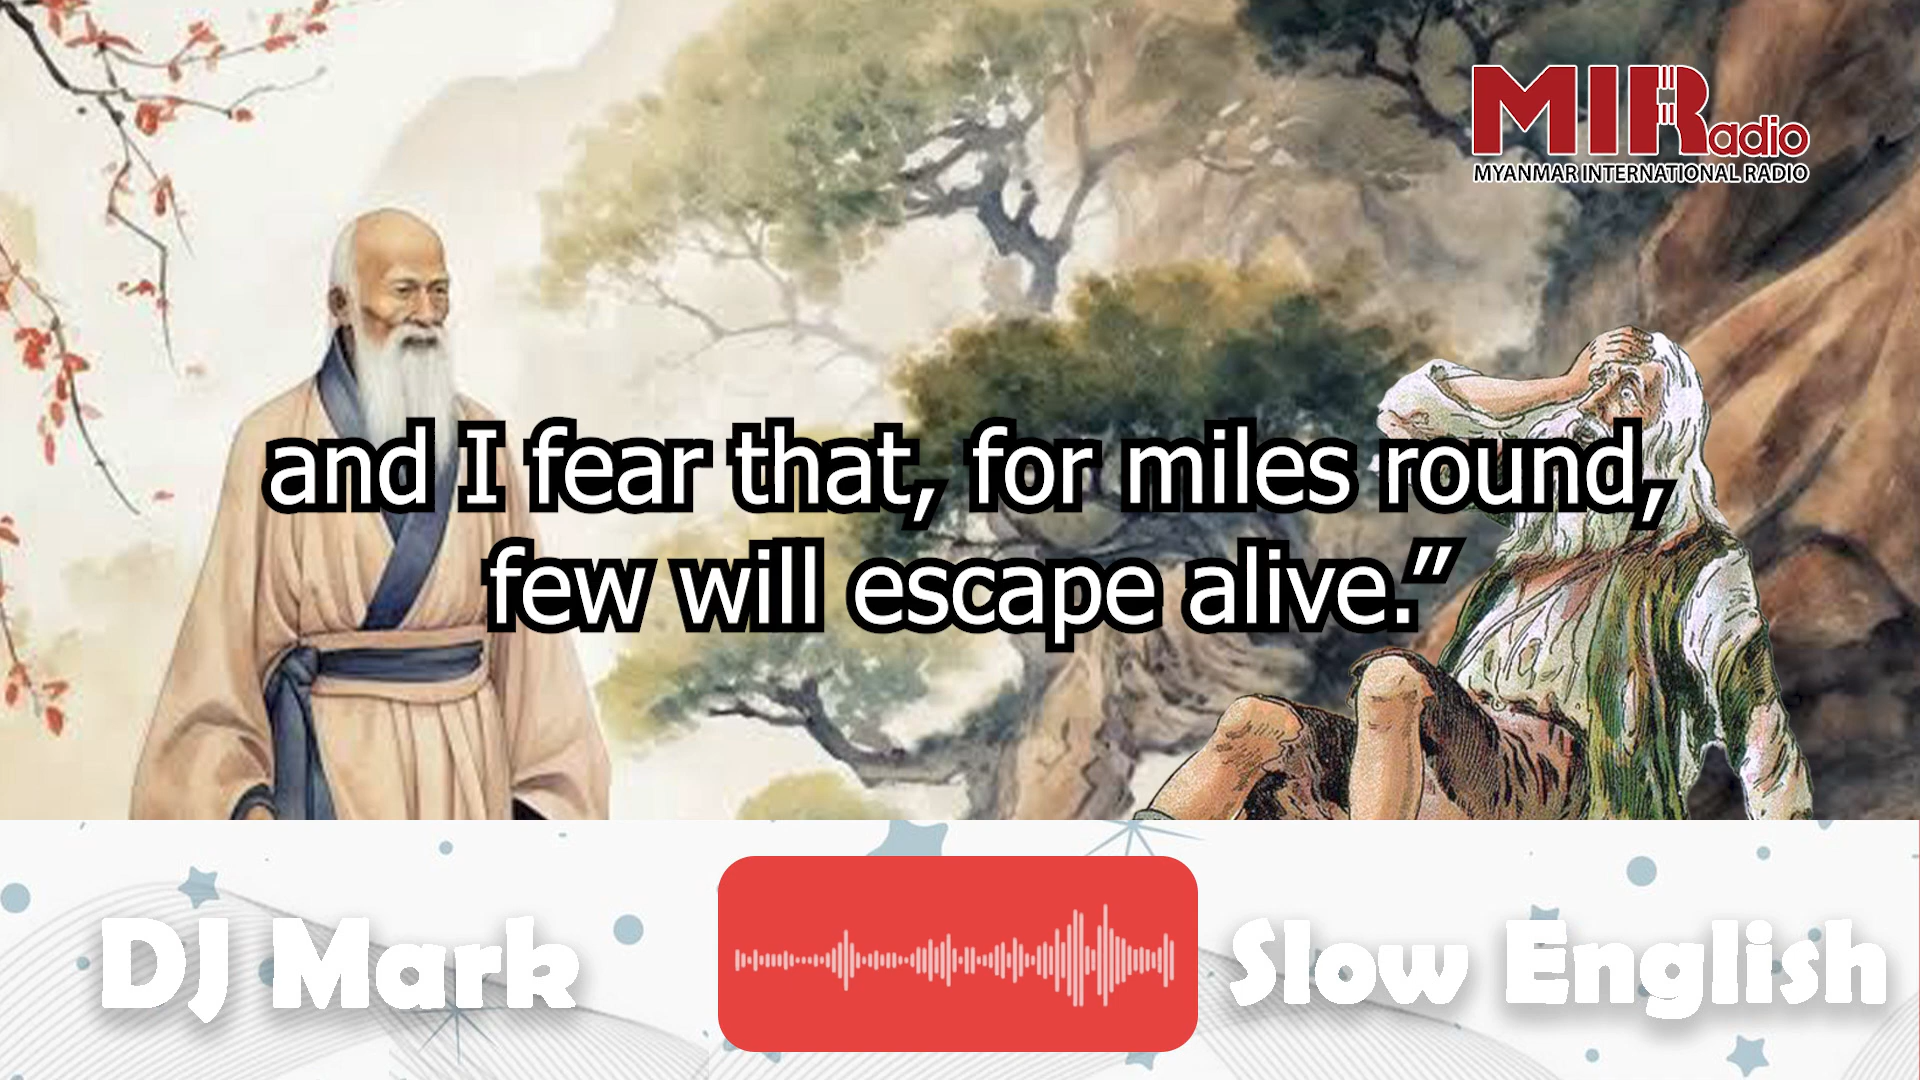 MIRadio
MYANMAR INTERNATIONAL RADIO
and I fear that, for miles round,
few will escape alive.”
DJ Mark
Slow English